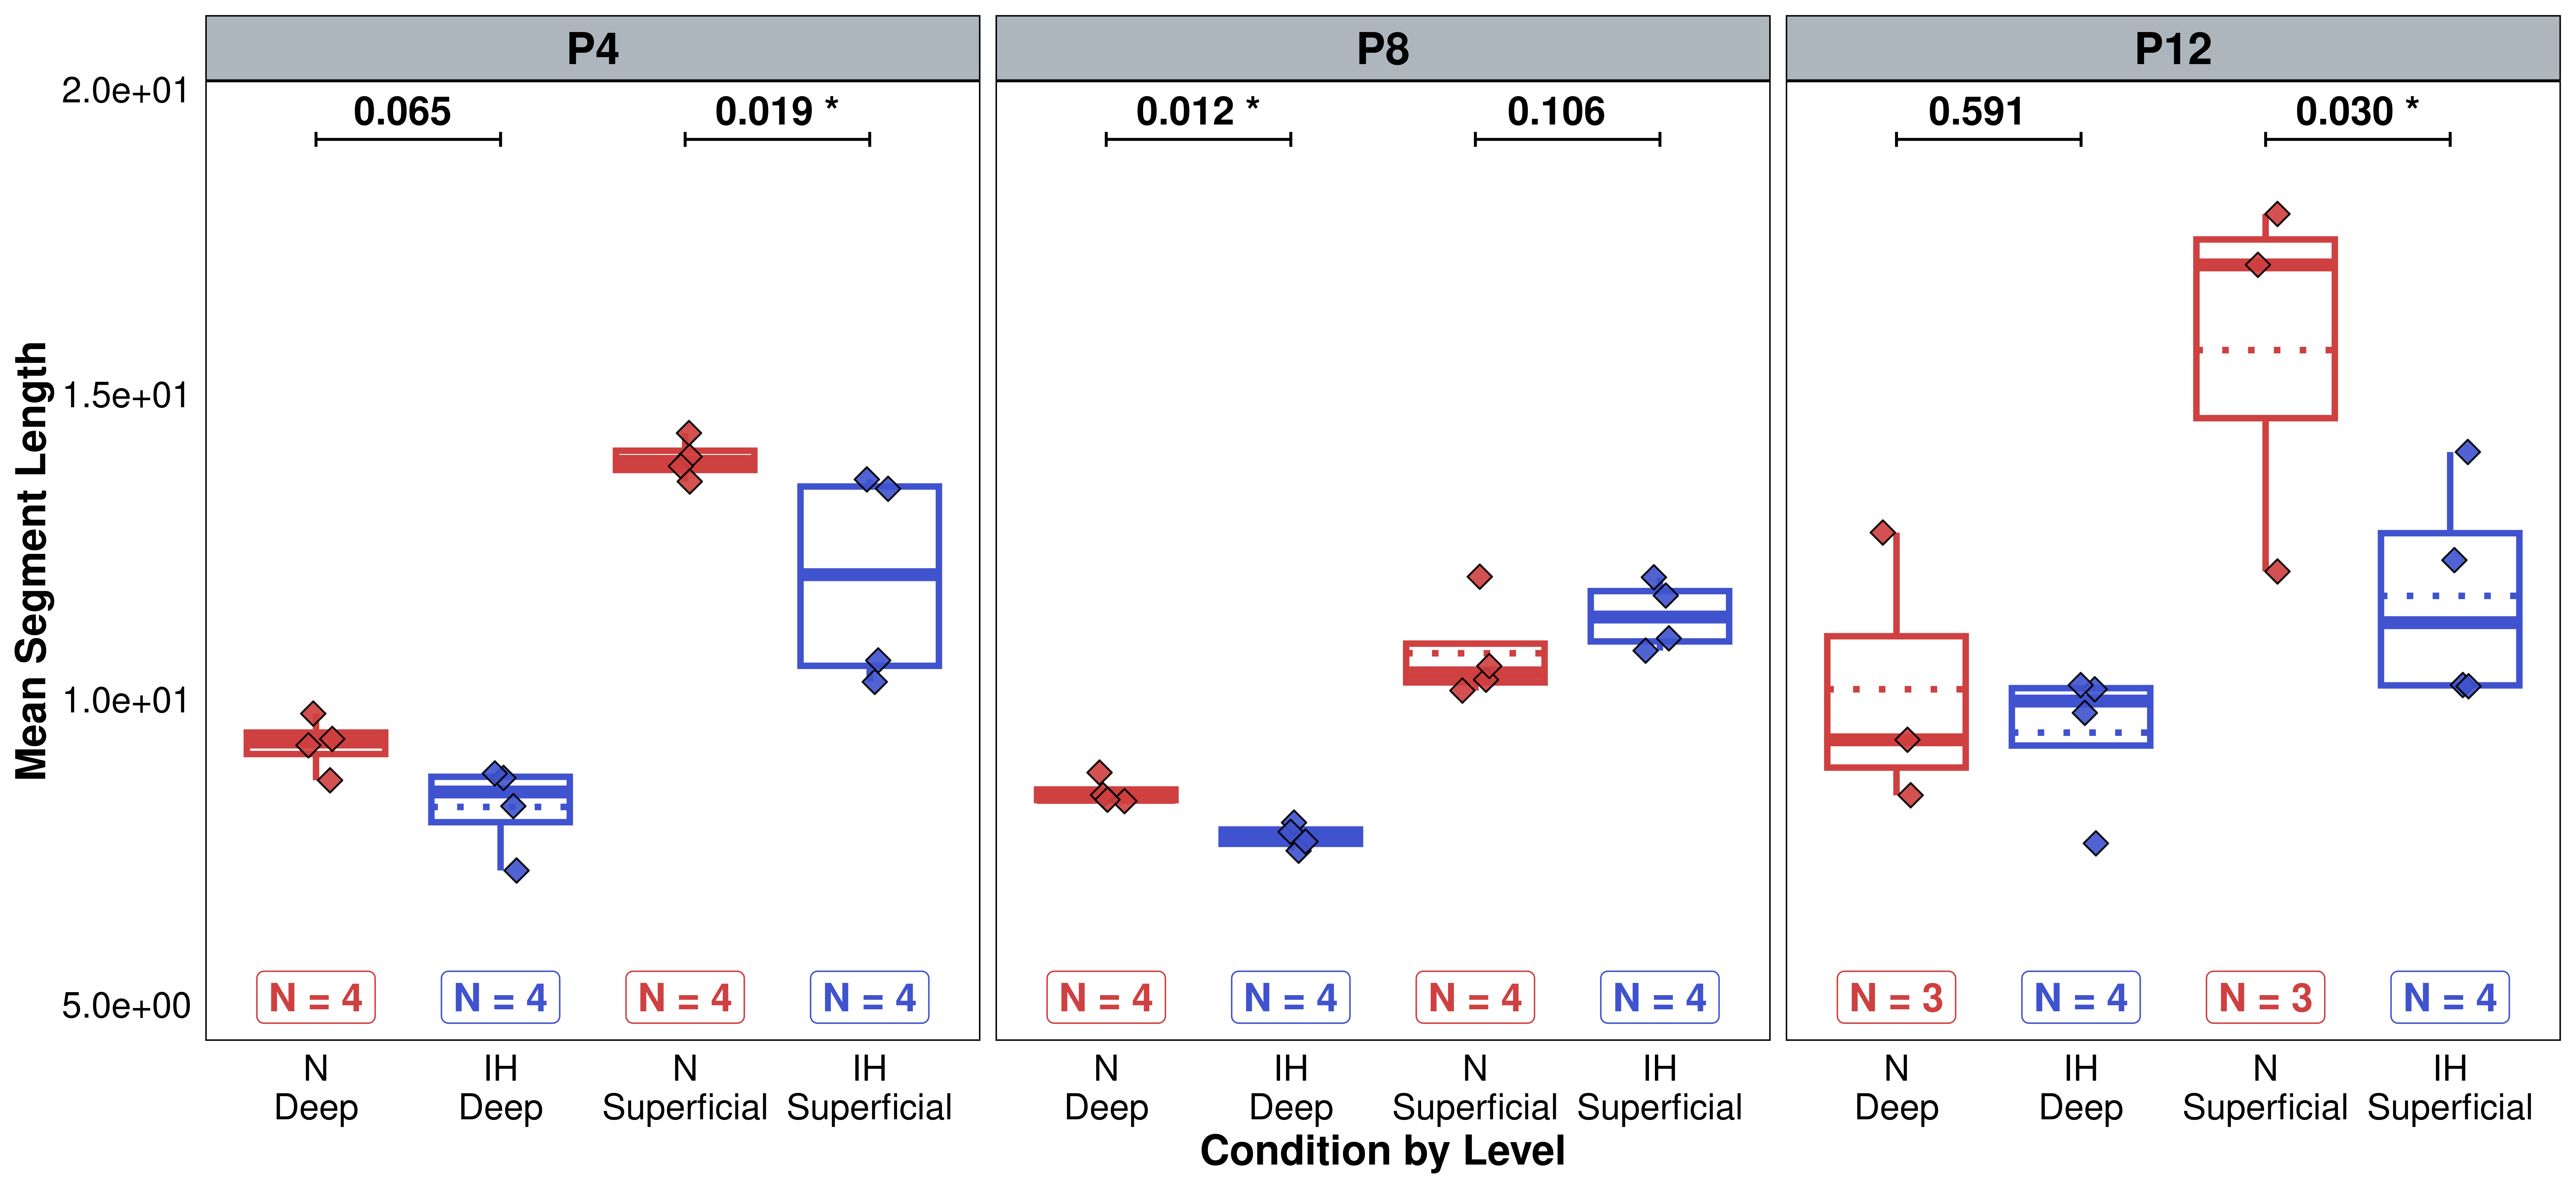 P4 P8 P12
2.0e+01
0.065 0.019 * 0.012 * 0.106 0.591 0.030 *
1.5e+01
Mean Segment Length
1.0e+01
5.0e+00
N = 4 N = 4 N = 4 N = 4 N = 4 N = 4 N = 4 N = 4 N = 3 N = 4 N = 3 N = 4
N IH N IH N IH N IH N IH N IH
Deep Deep Superficial Superficial Deep Deep Superficial Superficial Deep Deep Superficial Superficial
Condition by Level